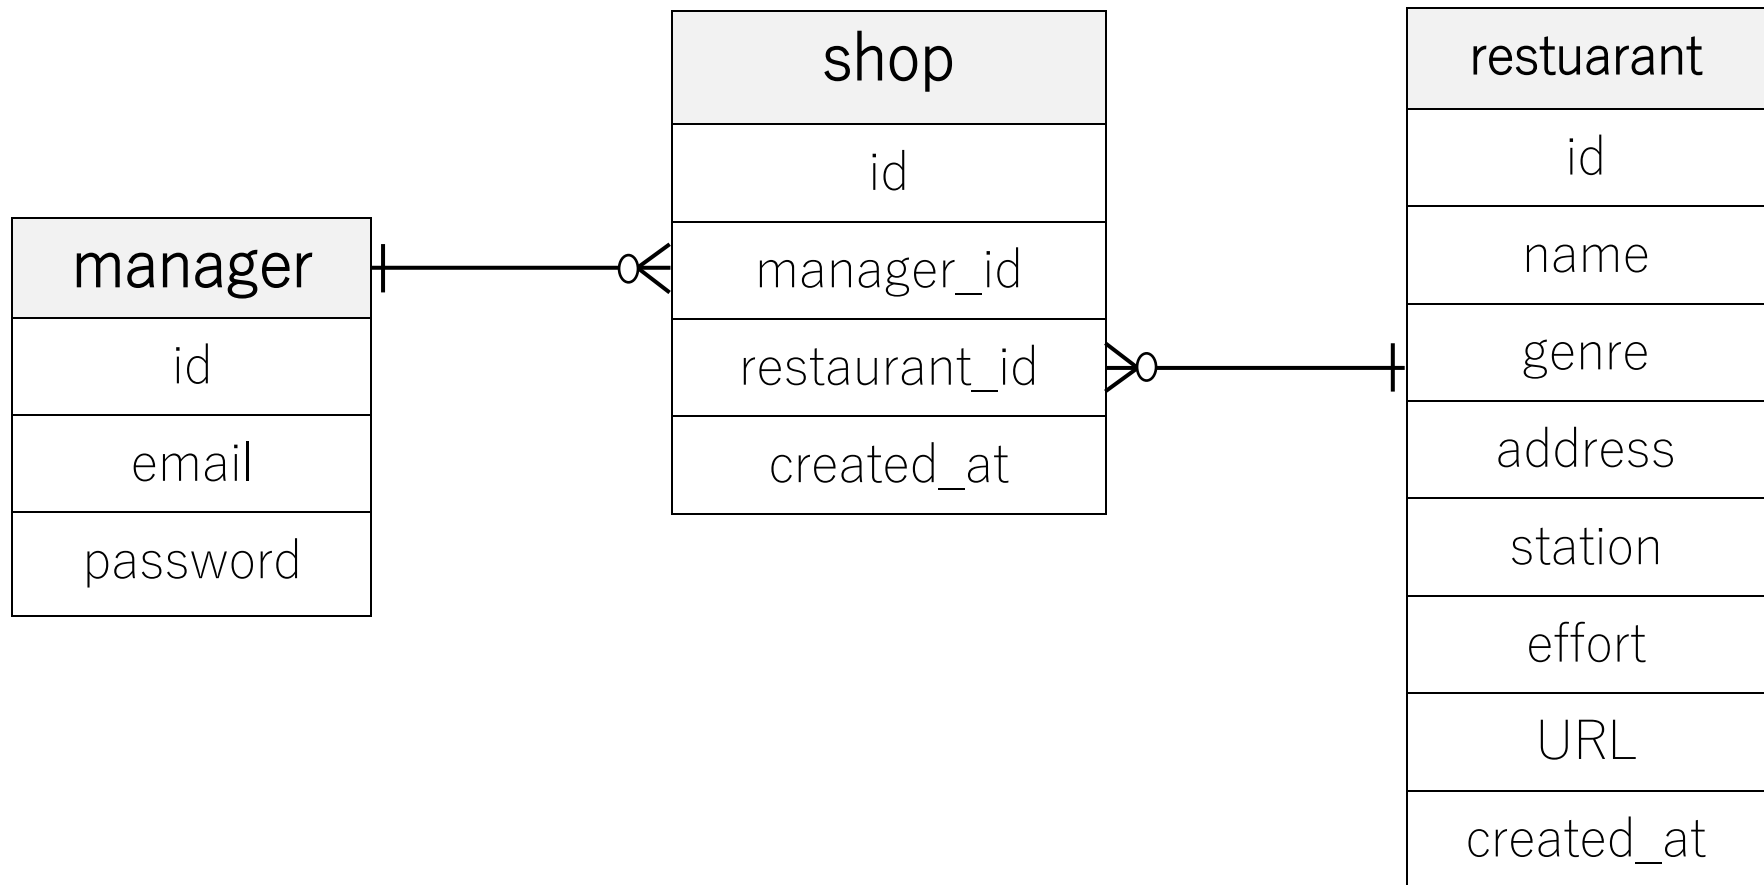 manager
id
email
password
shop
id
manager_id
restaurant_id
created_at
restuarant
id
name
genre
address
station
effort
URL
created_at